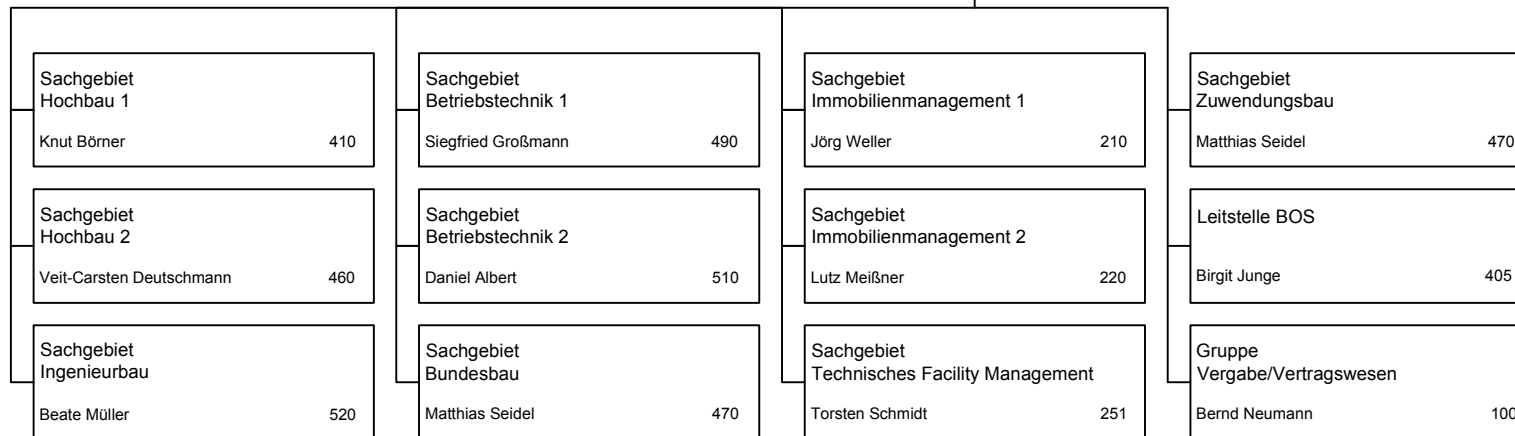 Sachgebiet
Hochbau 1
Knut Börner 410
Sachgebiet
Hochbau 2
Veit-Carsten Deutschmann 460
Sachgebiet
Ingenieurbau
Beate Müller 520
Sachgebiet
Betriebstechnik 1
Siegfried Großmann 490
Sachgebiet
Betriebstechnik 2
Daniel Albert 510
Sachgebiet
Bundesbau
Matthias Seidel 470
Sachgebiet
Immobilienmanagement 1
Jörg Weller 210
Sachgebiet
Immobilienmanagement 2
Lutz Meißner 220
Sachgebiet
Technisches Facility Management
Torsten Schmidt 251
Sachgebiet
Zuwendungsbau
Matthias Seidel 470
Leitstelle BOS
Birgit Junge 405
Gruppe
Vergabe/Vertragswesen
Bernd Neumann 100